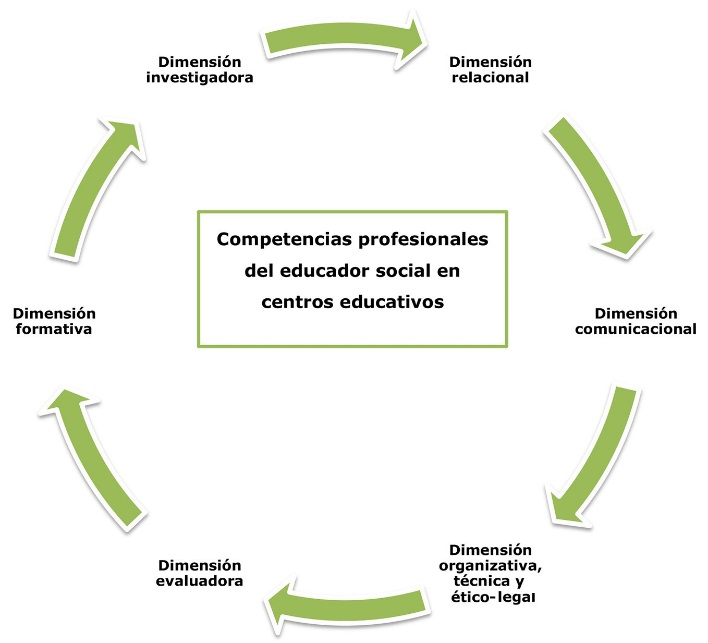 Dimensión
investigadora
Dimensión
relacional
Competencias profesionales
del educador social en
centros educativos
Dimensión
formativa
Dimensión
comunicacional
Dimensión
evaluadora
Dimensión
organizativa,
técnica y
ético-legal